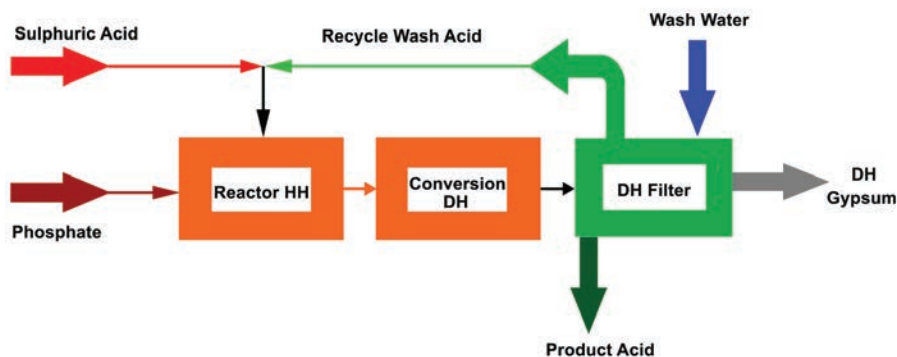 Wash Water
Sulphuric Acid
Recycle Wash Acid
Reactor HH
Conversion
DH
DH Filter
DH
Gypsum
Phosphate
Product Acid